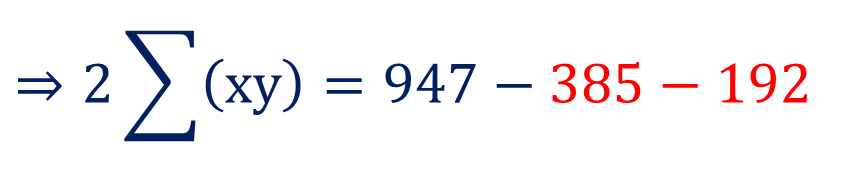 ⇒ 2 ∑(xy) = 947 − 385 − 192